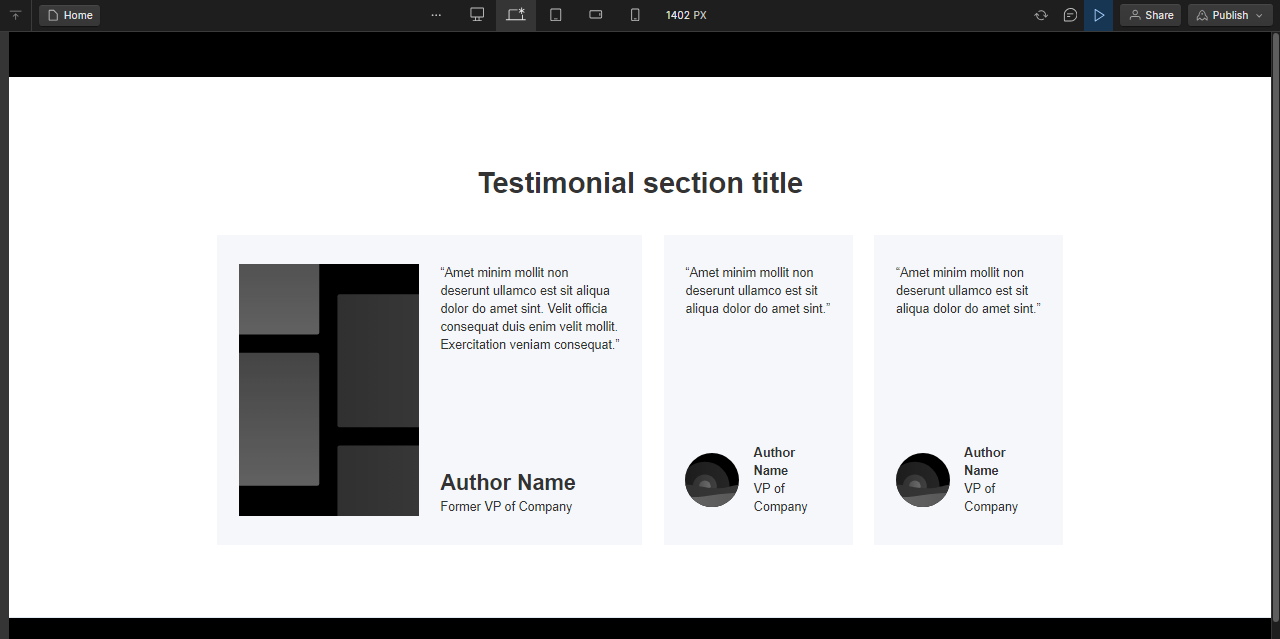 Home
1402 PX
Share
Publish
Testimonial section title
“Amet minim mollit non
deserunt ullamco est sit aliqua
dolor do amet sint. Velit officia
consequat duis enim velit mollit.
Exercitation veniam consequat.”
Author Name
Former VP of Company
“Amet minim mollit non
deserunt ullamco est sit
aliqua dolor do amet sint.”
Author
Name
VP of
Company
“Amet minim mollit non
deserunt ullamco est sit
aliqua dolor do amet sint.”
Author
Name
VP of
Company